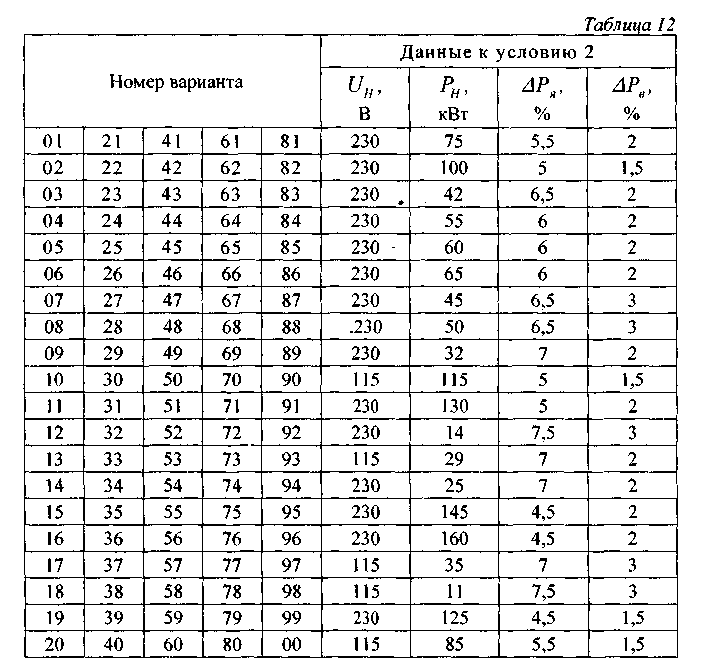 Таблица 12
Номер варианта Данные к условию 2
U_H, В P_H, кВт ΔP_я, % ΔP_в, %
01 21 41 61 81 230 75 5,5 2
02 22 42 62 82 230 100 5 1,5
03 23 43 63 83 230 42 6,5 2
04 24 44 64 84 230 55 6 2
05 25 45 65 85 230 60 6 2
06 26 46 66 86 230 65 6 2
07 27 47 67 87 230 45 6,5 3
08 28 48 68 88 230 50 6,5 3
09 29 49 69 89 230 32 7 2
10 30 50 70 90 115 115 5 1,5
11 31 51 71 91 230 130 5 2
12 32 52 72 92 230 14 7,5 3
13 33 53 73 93 115 29 7 2
14 34 54 74 94 230 25 7 2
15 35 55 75 95 230 145 4,5 2
16 36 56 76 96 230 160 4,5 2
17 37 57 77 97 115 35 7 3
18 38 58 78 98 115 11 7,5 3
19 39 59 79 99 230 125 4,5 1,5
20 40 60 80 00 115 85 5,5 1,5